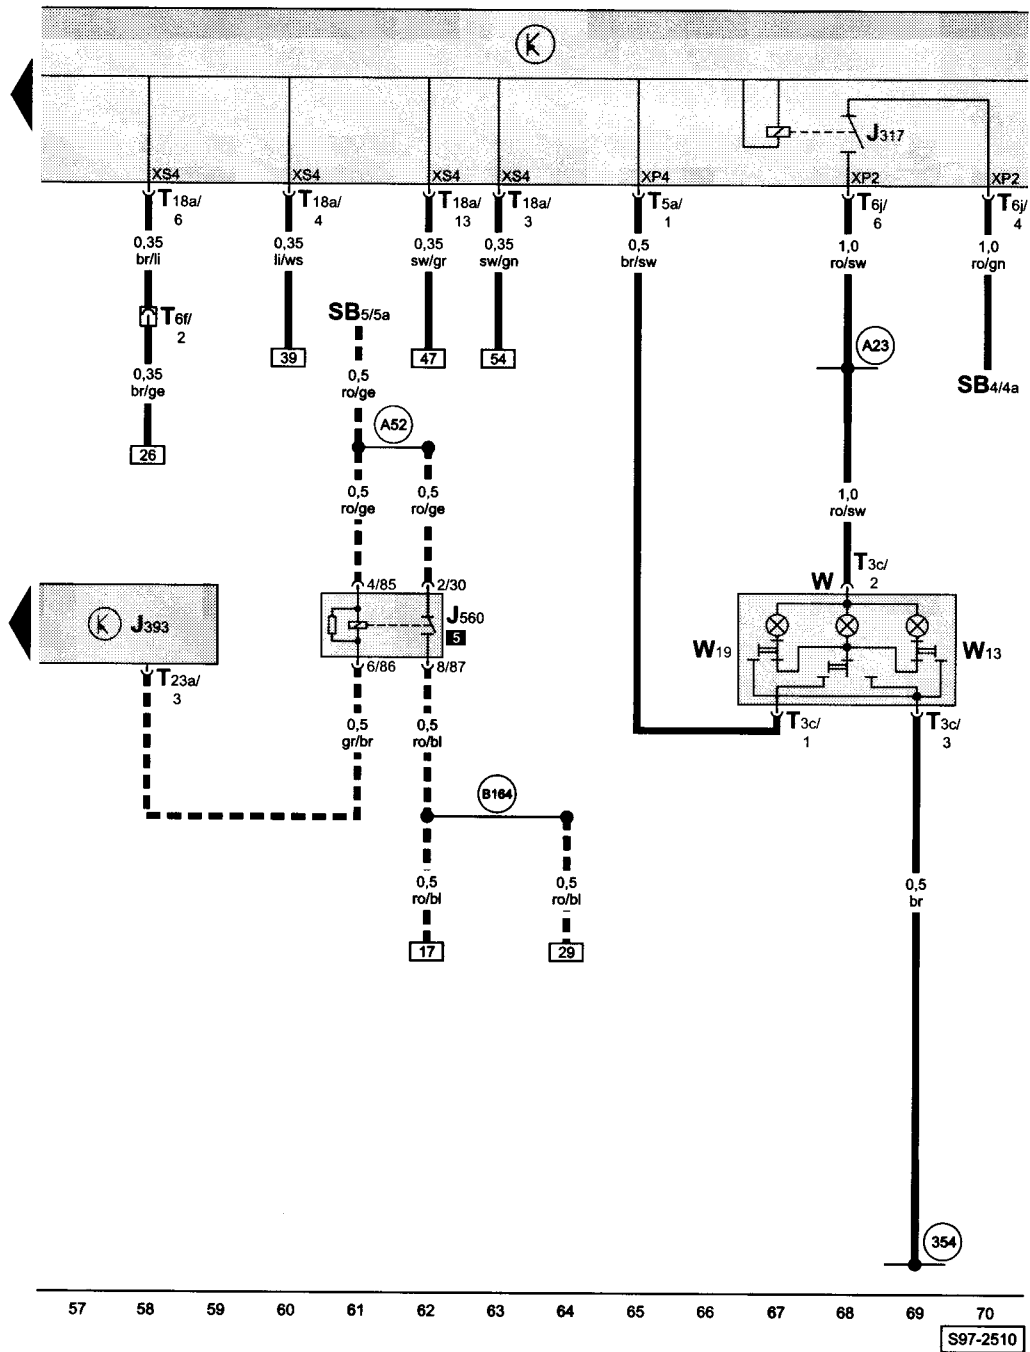 K
J317
XS4 XS4 XS4 XS4 XP4 XP2 XP2
T18a/ T18a/ T18a/ T18a/ T5a/ T6j/ T6j/
6 4 13 3 1 6 4
0,35 0,35 0,35 0,35 0,5 1,0 1,0
br/li li/ws sw/gr sw/gn br/sw ro/sw ro/gn
SB5/5a
T6f/
2
A23
39 47 54
0,35 0,5
br/ge ro/ge
SB4/4a
A52
26
0,5 0,5 1,0
ro/ge ro/ge ro/sw
T3c/
2
W
4/85 2/30
K J393
J560
5
W19 W13
6/86 8/87
T23a/
3
T3c/ T3c/
1 3
0,5 0,5
gr/br ro/bl
B164
0,5 0,5 0,5
ro/bl ro/bl br
17 29
354
57 58 59 60 61 62 63 64 65 66 67 68 69 70
S97-2510